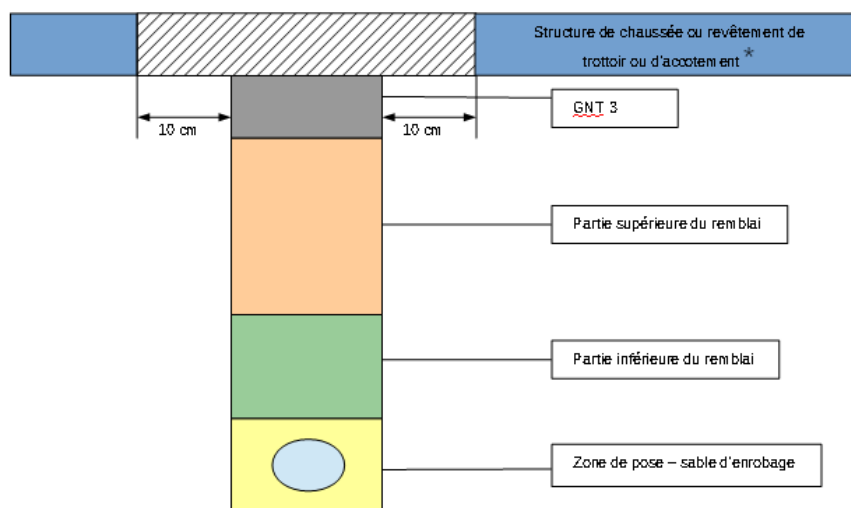 Structure de chaussée ou revêtement de
trottoir ou d'accotement *
GNT 3
10 cm
10 cm
Partie supérieure du remblai
Partie inférieure du remblai
Zone de pose – sable d'enrobage